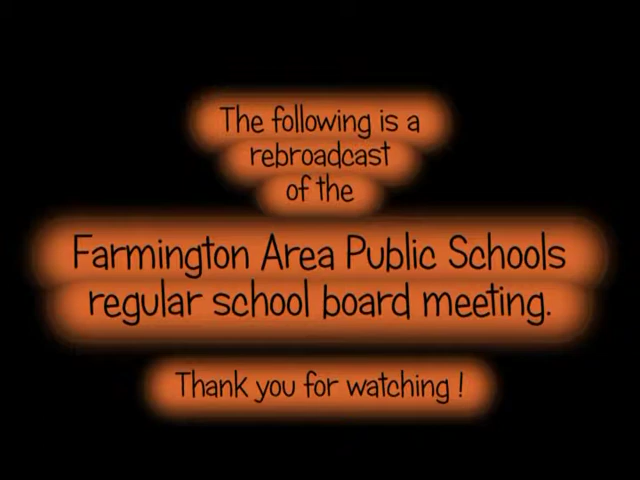 The following is a
rebroadcast
of the
Farmington Area Public Schools
regular school board meeting.
Thank you for watching !